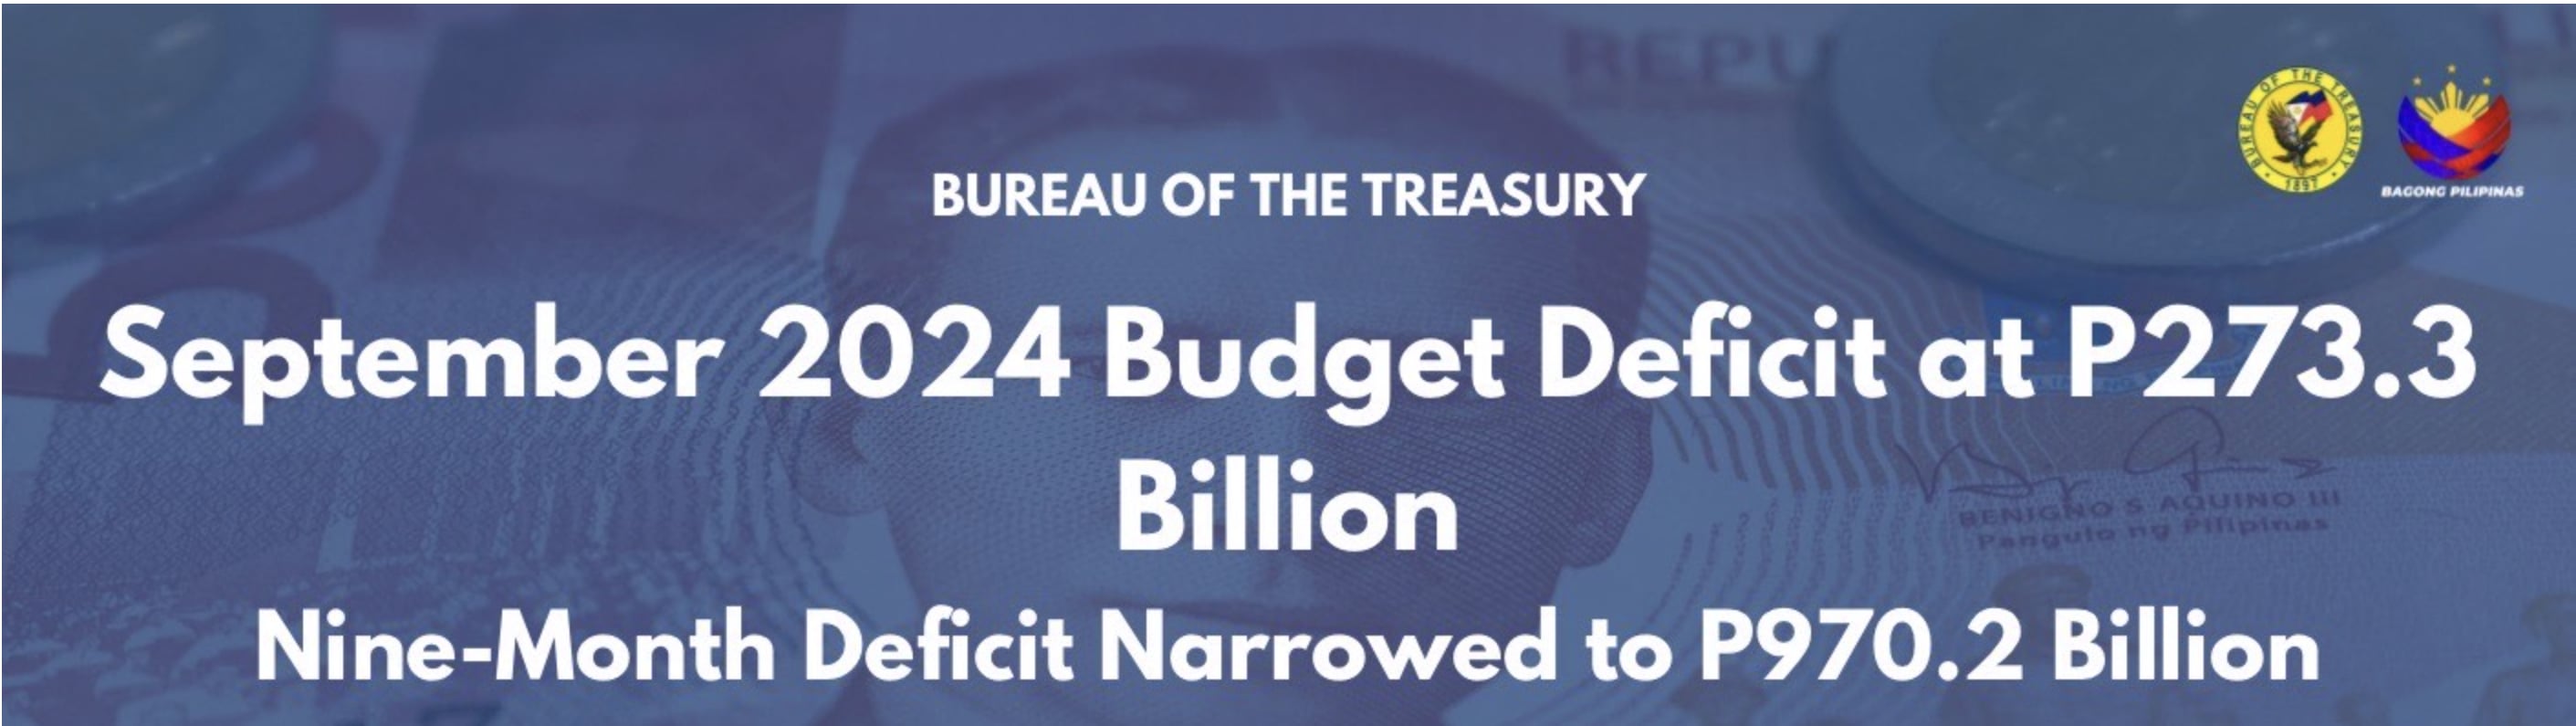 REPU
BUREAU OF THE TREASURY
1897
BAGONG PILIPINAS
BUREAU OF THE TREASURY
September 2024 Budget Deficit at P273.3
Billion
BENIGNO S AQUINO III
Pangulo ng Pilipinas
Nine-Month Deficit Narrowed to P970.2 Billion